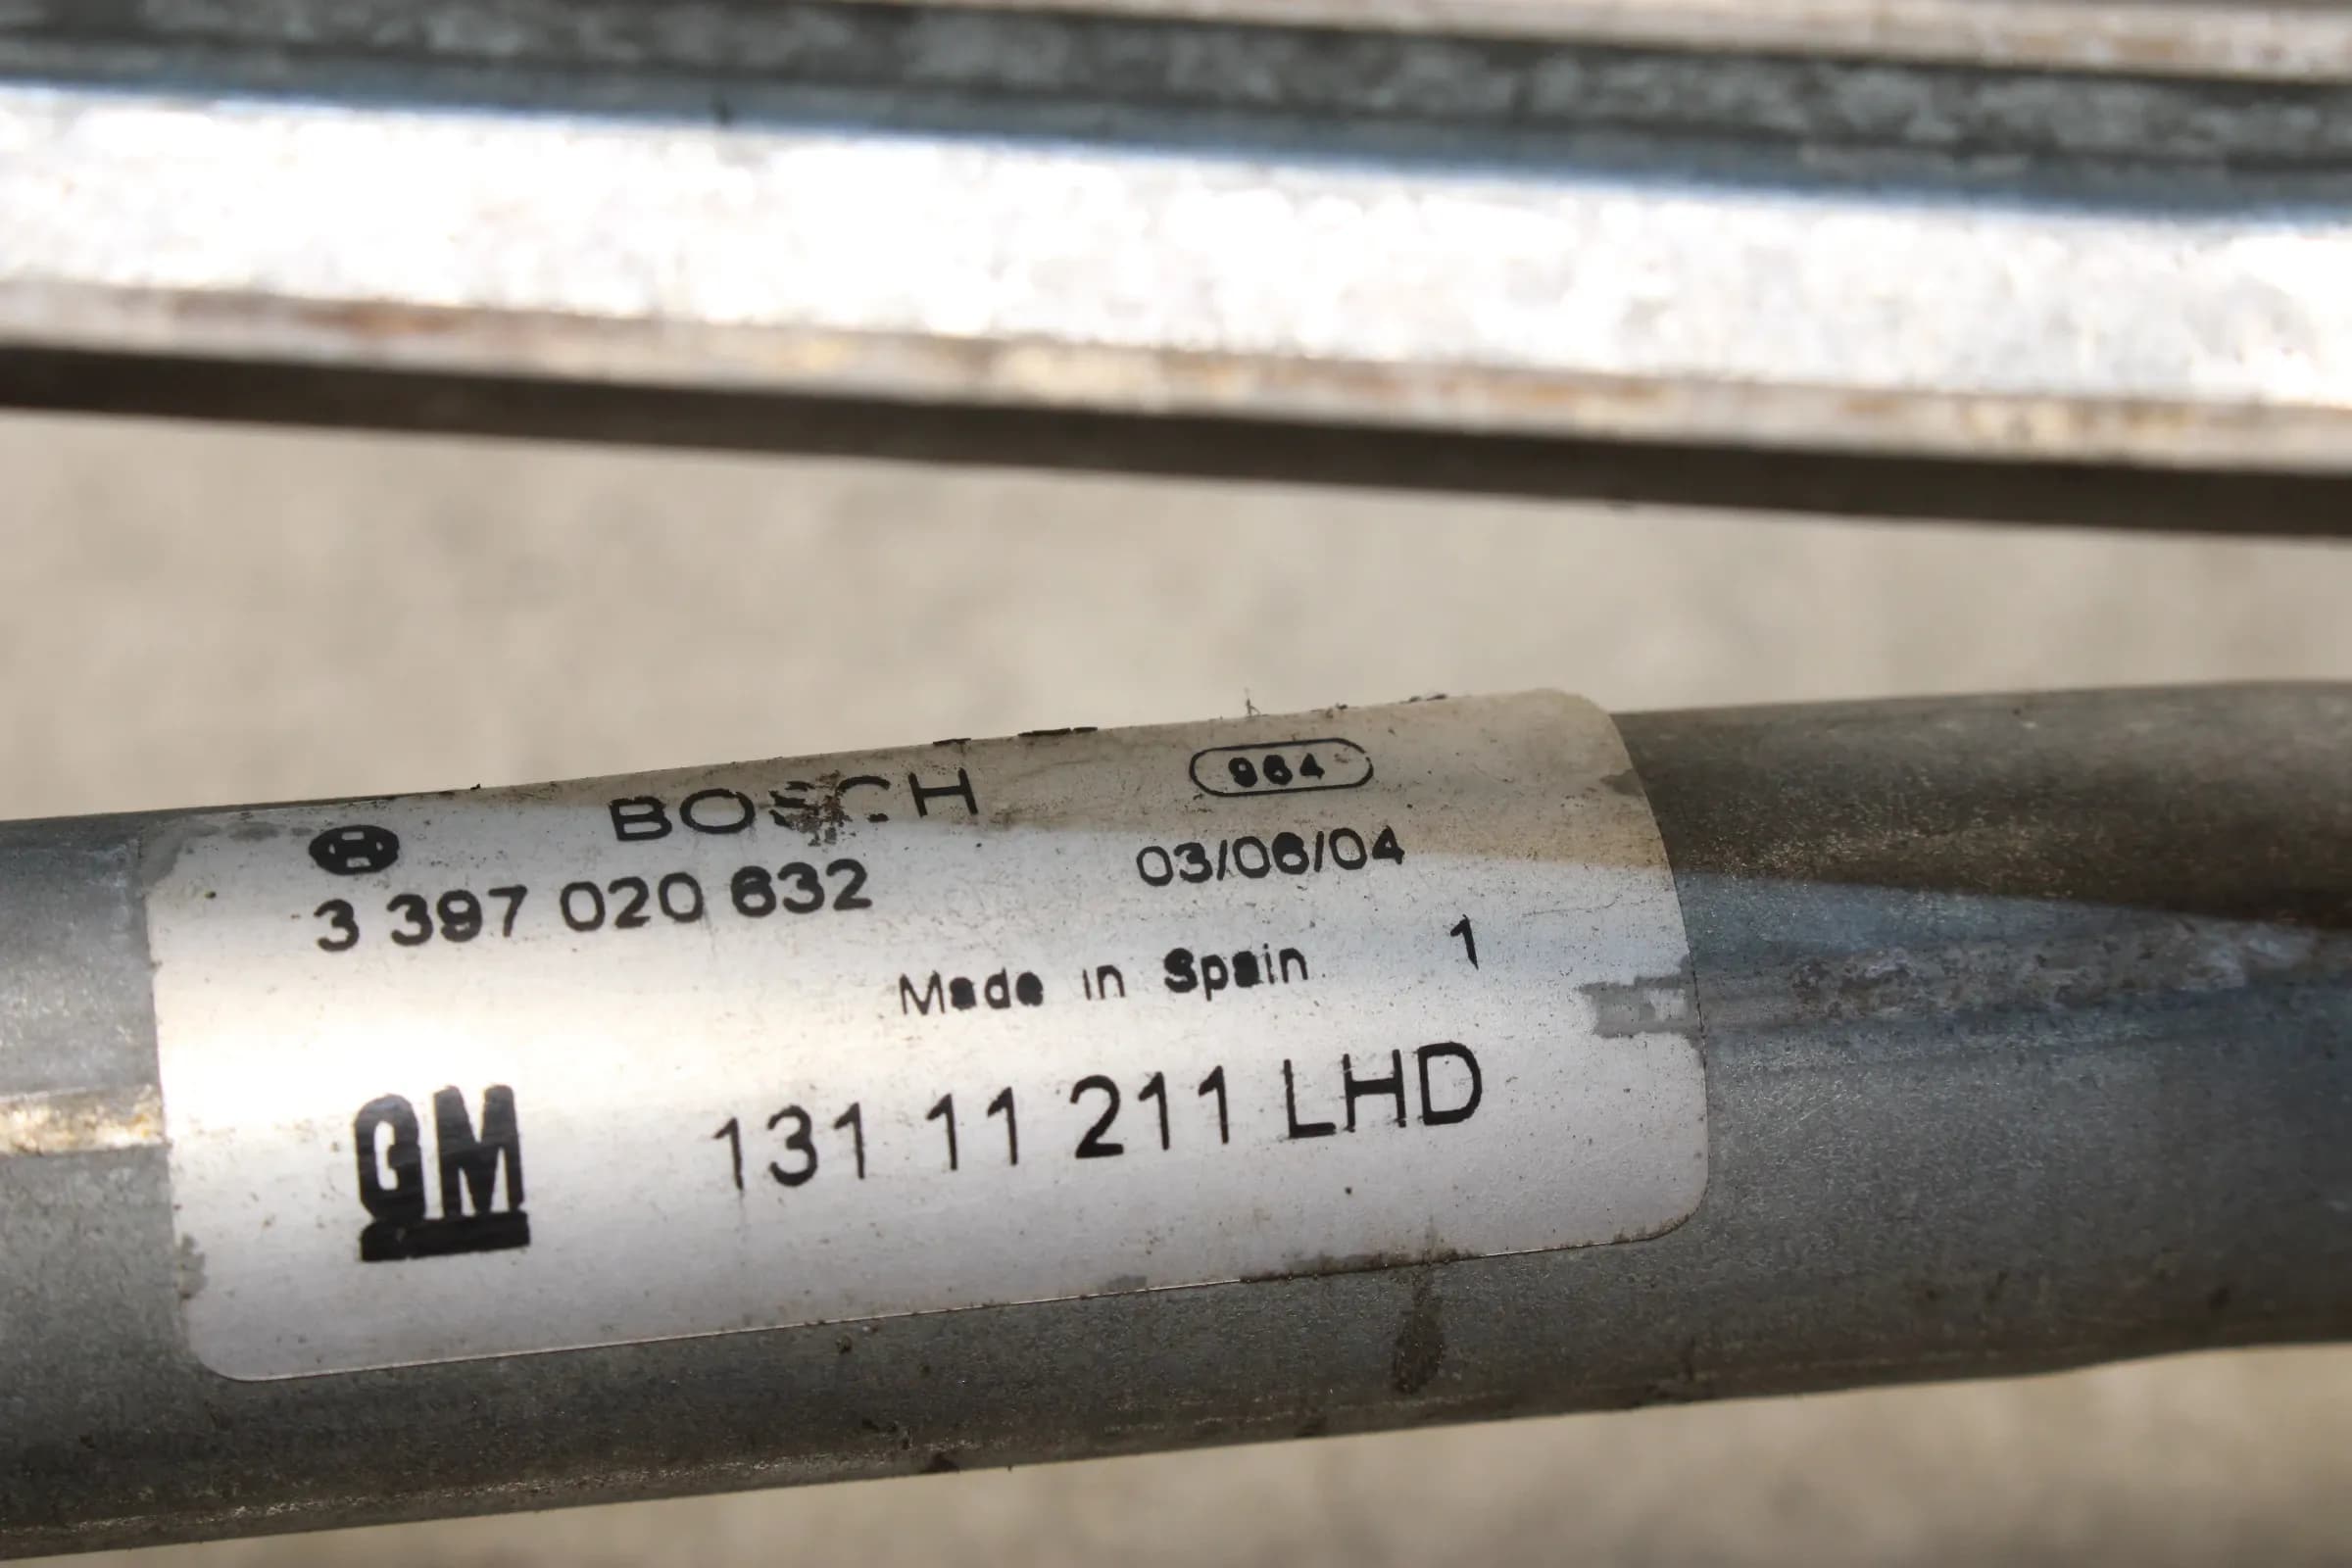 BOSCH 964
3 397 020 632 03/06/04
Made in Spain 1
GM 131 11 211 LHD